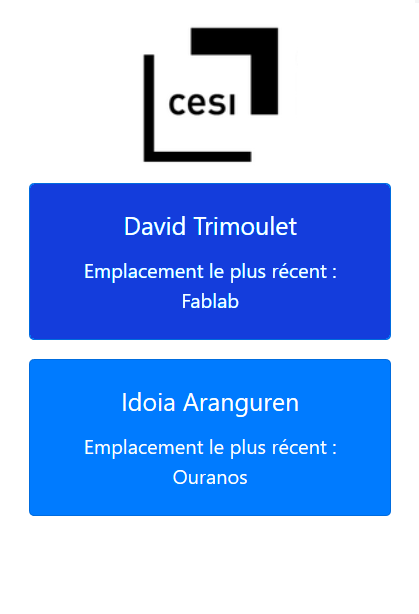 cesi
David Trimoulet
Emplacement le plus récent :
Fablab
Idoia Aranguren
Emplacement le plus récent :
Ouranos